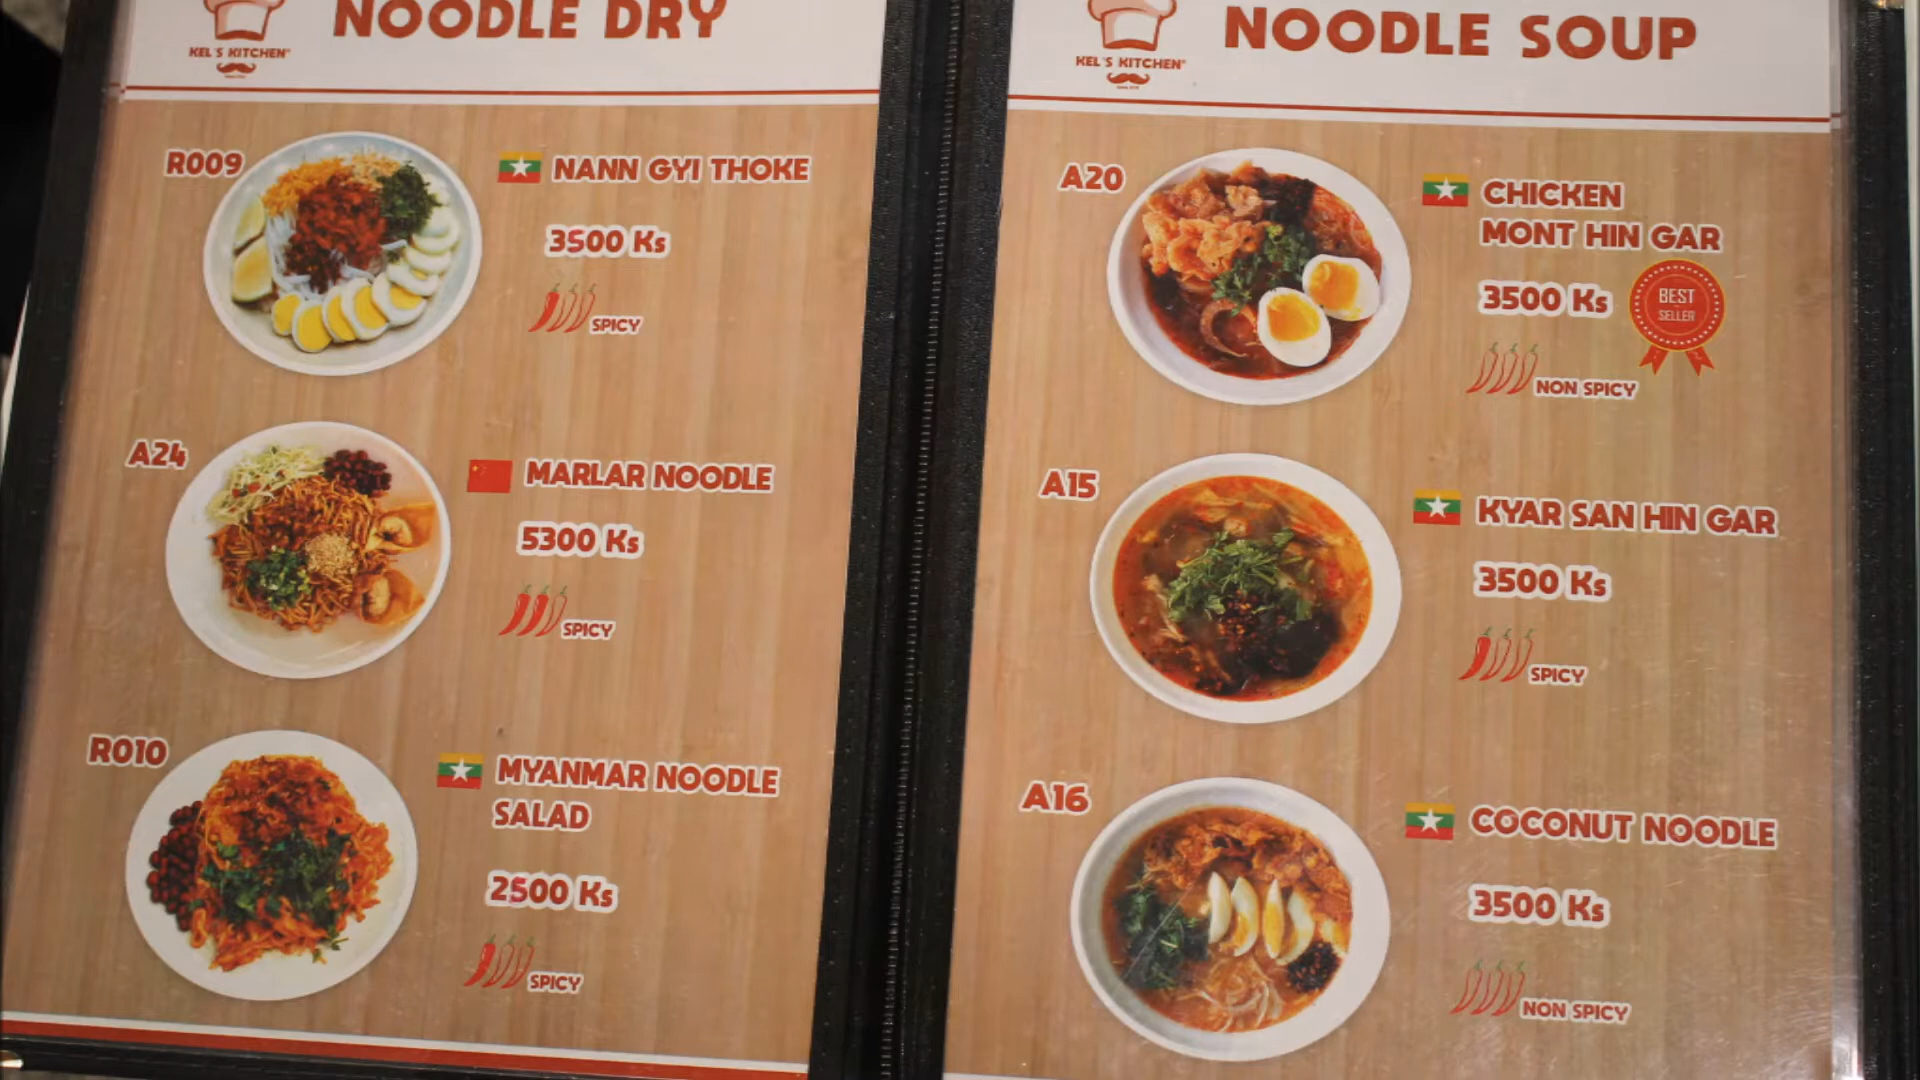 KEL'S KITCHEN
NOODLE DRY
R009
NANN GYI THOKE
3500 Ks
SPICY
A24
MARLAR NOODLE
5300 Ks
SPICY
R010
MYANMAR NOODLE
SALAD
2500 Ks
SPICY
KEL'S KITCHEN
NOODLE SOUP
A20
CHICKEN
MONT HIN GAR
3500 Ks
BEST
SELLER
NON SPICY
A15
KYAR SAN HIN GAR
3500 Ks
SPICY
A16
COCONUT NOODLE
3500 Ks
NON SPICY